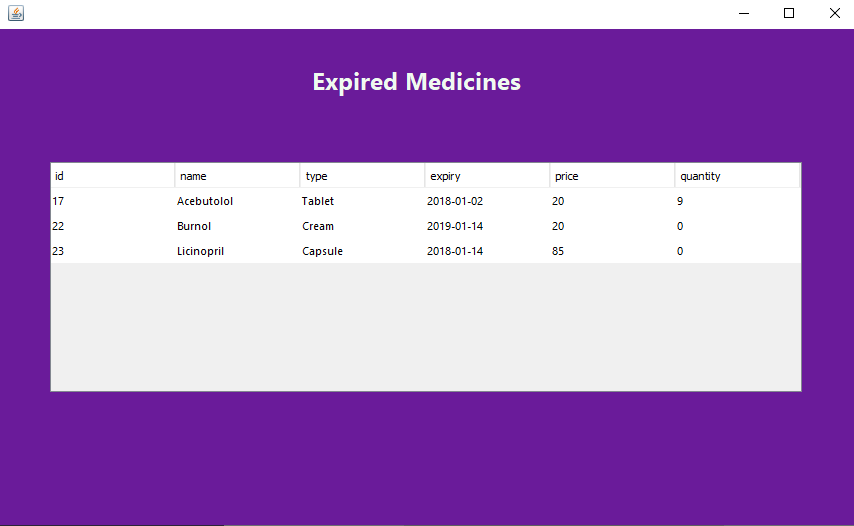 Expired Medicines
id name type expiry price quantity
17 Acebutolol Tablet 2018-01-02 20 9
22 Burnol Cream 2019-01-14 20 0
23 Licinopril Capsule 2018-01-14 85 0